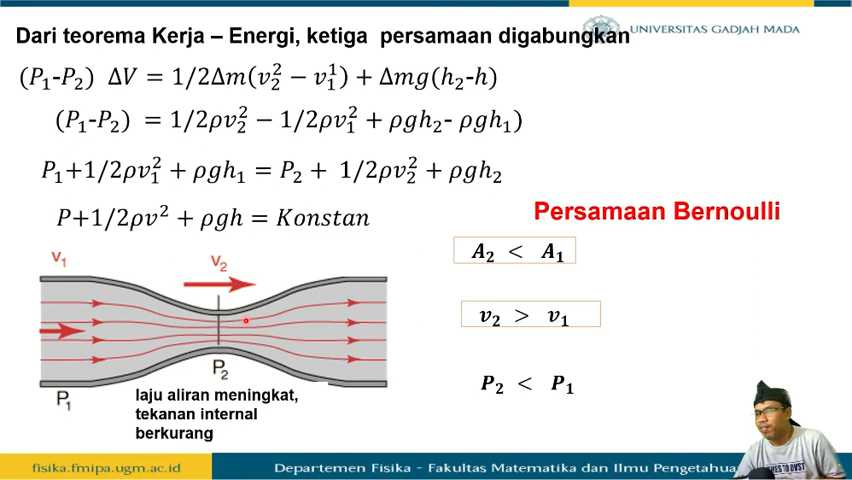 UNIVERSITAS GADJAH MADA
Dari teorema Kerja – Energi, ketiga persamaan digabungkan
(P₁-P₂) ΔV = 1/2Δm(v₂² − v₁¹) + Δmg(h₂-h)
(P₁-P₂) = 1/2ρv₂² − 1/2ρv₁² + ρgh₂- ρgh₁)
P₁+1/2ρv₁² + ρgh₁ = P₂ + 1/2ρv₂² + ρgh₂
P+1/2ρv² + ρgh = Konstan
Persamaan Bernoulli
A₂ < A₁
v₂ > v₁
P₂ < P₁
v₁
v₂
P₂
P₁
laju aliran meningkat,
tekanan internal
berkurang
fisika.fmipa.ugm.ac.id
Departemen Fisika - Fakultas Matematika dan Ilmu Pengetahua